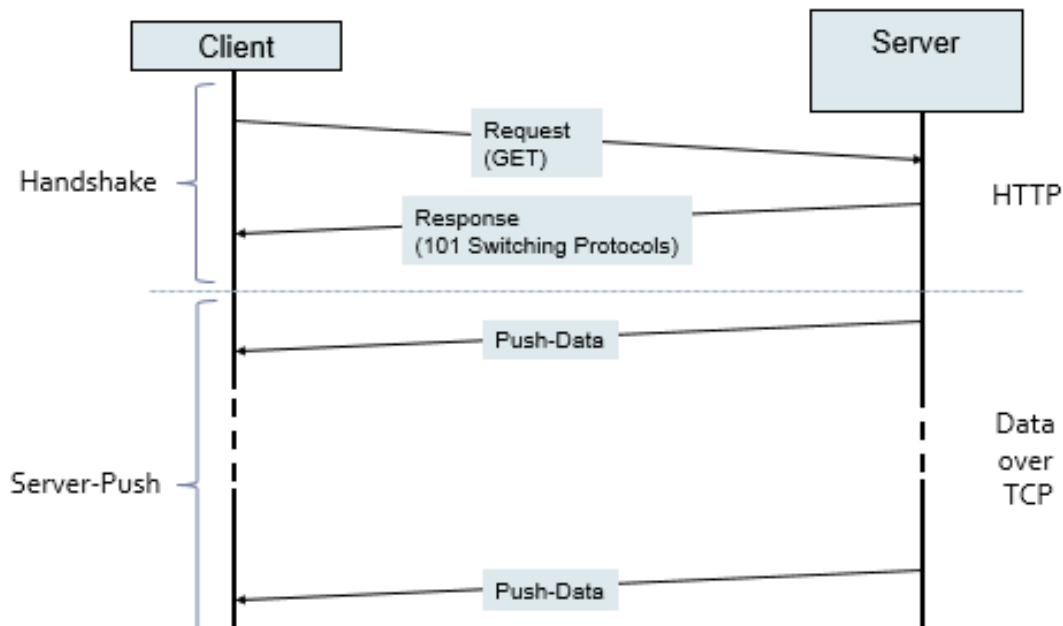 Client
Server
Request
(GET)
Handshake
HTTP
Response
(101 Switching Protocols)
Push-Data
Data
over
TCP
Server-Push
Push-Data